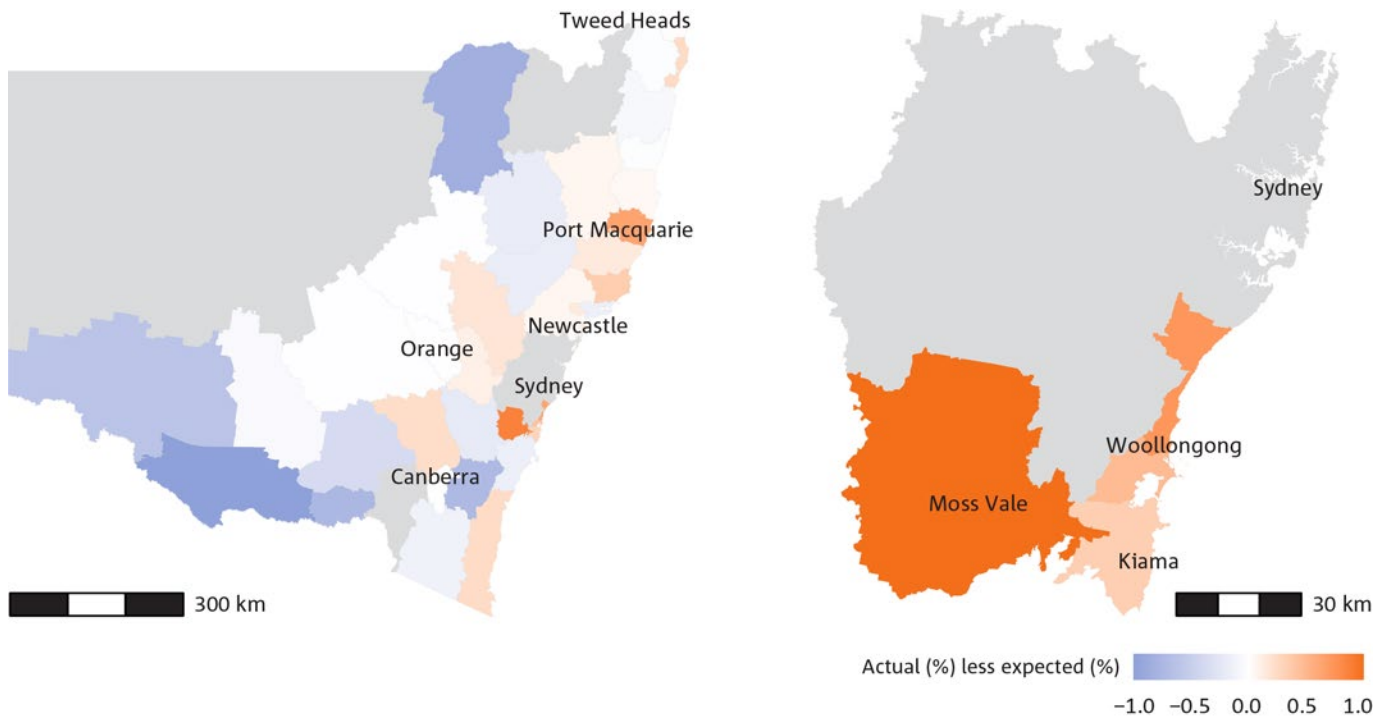 Tweed Heads
Port Macquarie
Newcastle
Orange
Sydney
Canberra
300 km
Sydney
Woollongong
Moss Vale
Kiama
30 km
Actual (%) less expected (%)
−1.0 −0.5 0.0 0.5 1.0